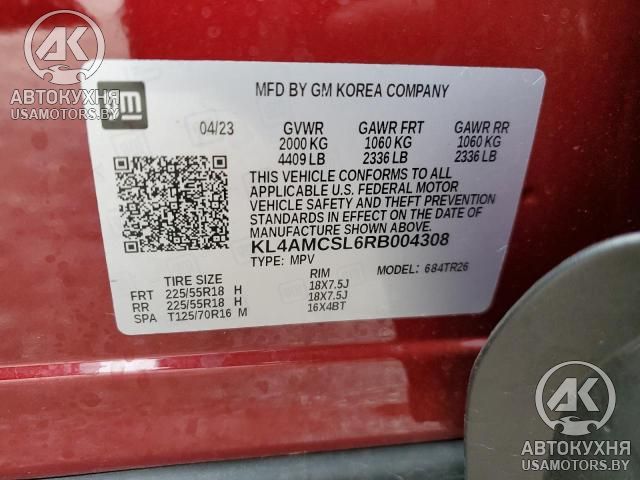 АВТОКУХНЯ
USAMOTORS.BY
MFD BY GM KOREA COMPANY
04/23 GVWR GAWR FRT GAWR RR
2000 KG 1060 KG 1060 KG
4409 LB 2336 LB 2336 LB
THIS VEHICLE CONFORMS TO ALL
APPLICABLE U.S. FEDERAL MOTOR
VEHICLE SAFETY AND THEFT PREVENTION
STANDARDS IN EFFECT ON THE DATE OF
MANUFACTURE SHOWN ABOVE.
KL4AMCSL6RB004308
TYPE: MPV MODEL: 684TR26
TIRE SIZE RIM
FRT 225/55R18 H 18X7.5J
RR 225/55R18 H 18X7.5J
SPA T125/70R16 M 16X4BT
АВТОКУХНЯ
USAMOTORS.BY